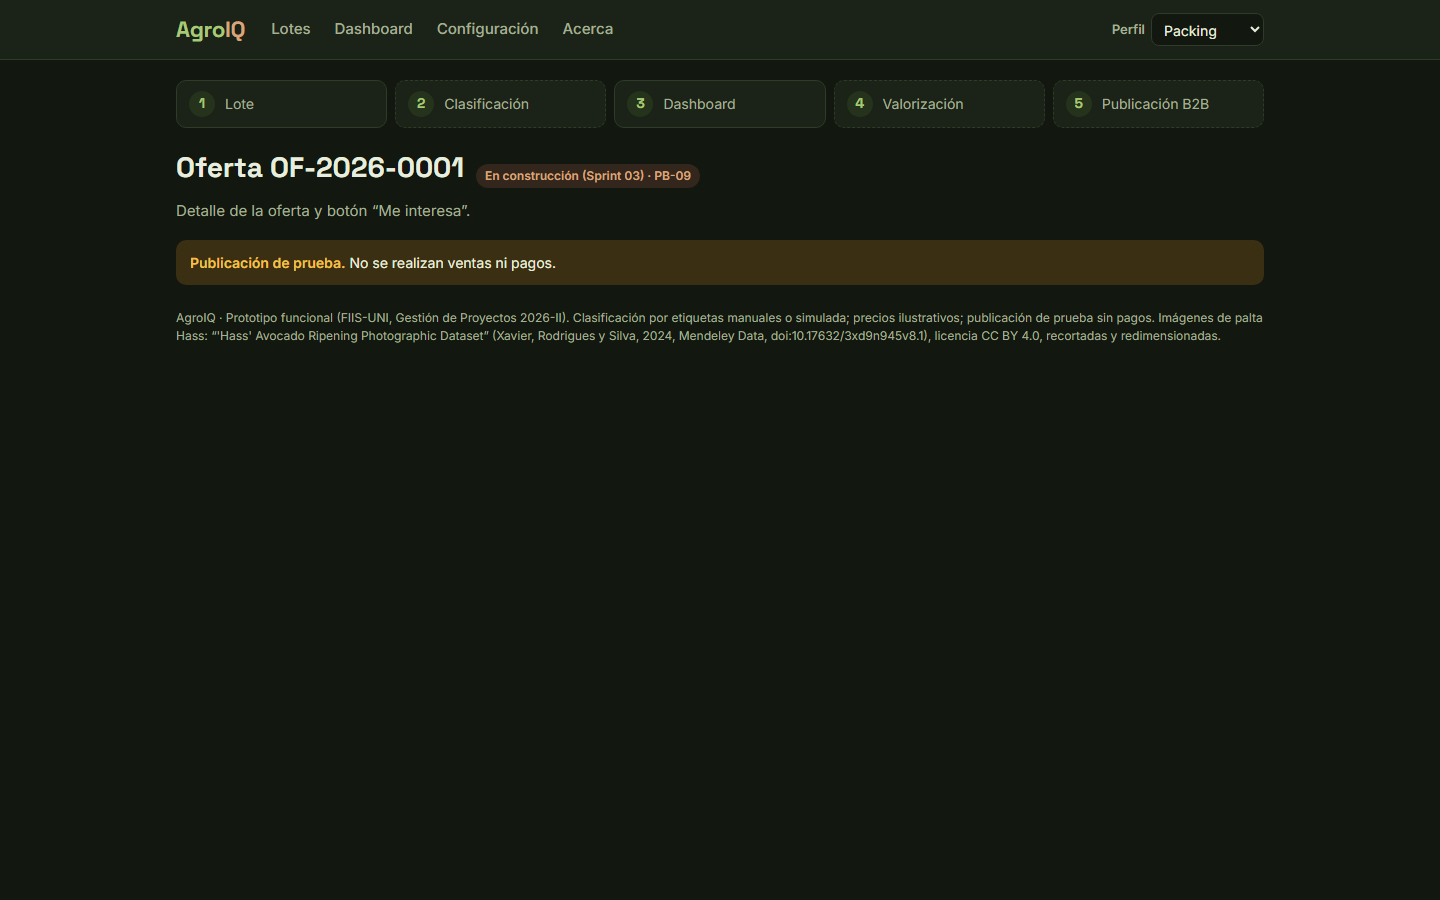 AgroIQ Lotes Dashboard Configuración Acerca Perfil Packing
1 Lote 2 Clasificación 3 Dashboard 4 Valorización 5 Publicación B2B
Oferta OF-2026-0001 En construcción (Sprint 03) · PB-09
Detalle de la oferta y botón “Me interesa”.
Publicación de prueba. No se realizan ventas ni pagos.
AgroIQ · Prototipo funcional (FIIS-UNI, Gestión de Proyectos 2026-II). Clasificación por etiquetas manuales o simulada; precios ilustrativos; publicación de prueba sin pagos. Imágenes de palta
Hass: “'Hass' Avocado Ripening Photographic Dataset” (Xavier, Rodrigues y Silva, 2024, Mendeley Data, doi:10.17632/3xd9n945v8.1), licencia CC BY 4.0, recortadas y redimensionadas.